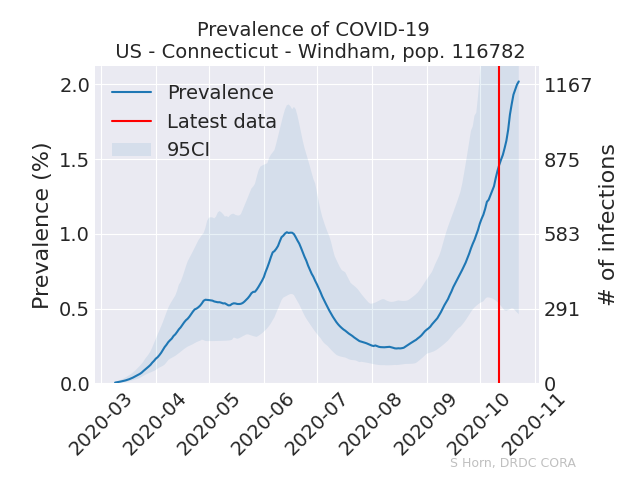 Prevalence of COVID-19
US - Connecticut - Windham, pop. 116782
Prevalence
Latest data
95CI
Prevalence (%)
2.0
1.5
1.0
0.5
0.0
# of infections
1167
875
583
291
0
2020-03
2020-04
2020-05
2020-06
2020-07
2020-08
2020-09
2020-10
2020-11
S Horn, DRDC CORA